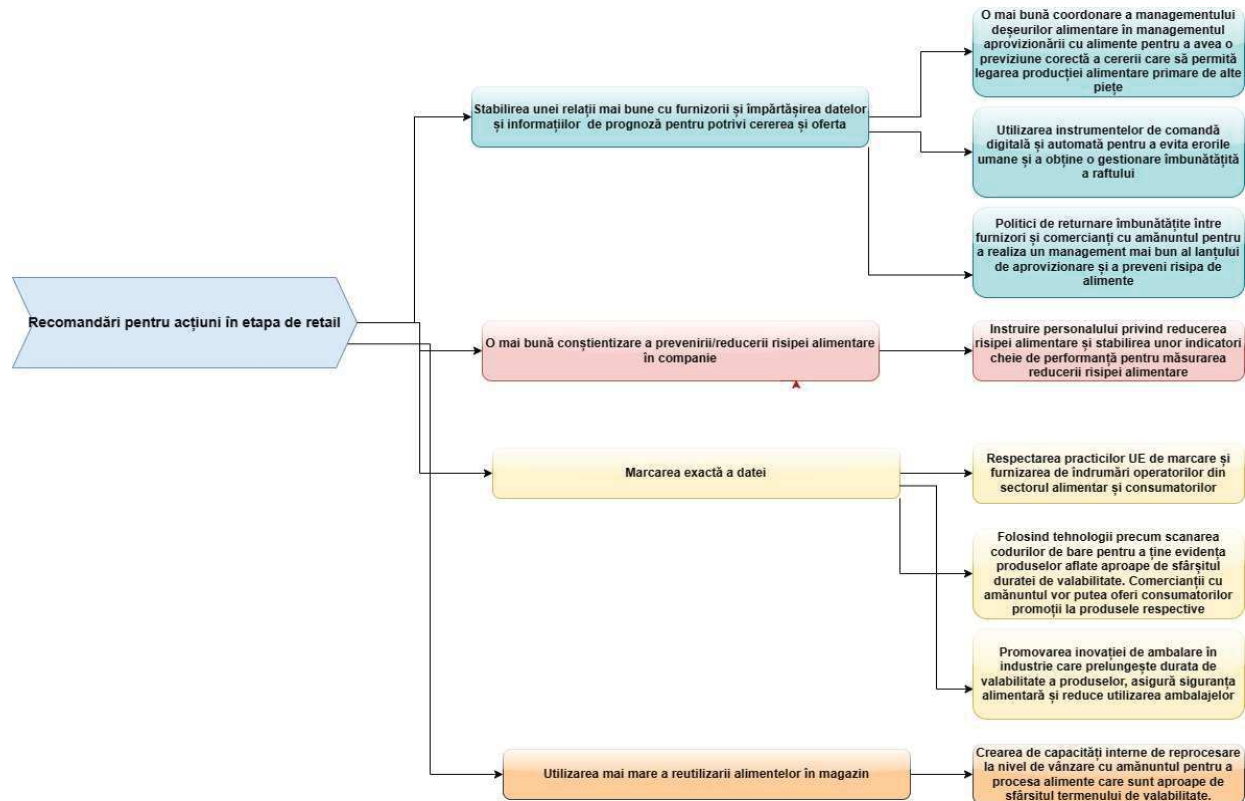 Recomandări pentru acțiuni în etapa de retail
Stabilirea unei relații mai bune cu furnizorii și împărtășirea datelor
și informațiilor de prognoză pentru potrivi cererea și oferta
O mai bună coordonare a managementului
deșeurilor alimentare în managementul
aprovizionării cu alimente pentru a avea o
previziune corectă a cererii care să permită
legarea producției alimentare primare de alte
piețe
Utilizarea instrumentelor de comandă
digitală și automată pentru a evita erorile
umane și a obține o gestionare îmbunătățită
a raftului
Politici de returnare îmbunătățite între
furnizori și comercianți cu amănuntul pentru
a realiza un management mai bun al lanțului
de aprovizionare și a preveni risipa de
alimente
O mai bună conștientizare a prevenirii/reducerii risipei alimentare
în companie
Instruire personalului privind reducerea
risipei alimentare și stabilirea unor indicatori
cheie de performanță pentru măsurarea
reducerii risipei alimentare
Marcarea exactă a datei
Respectarea practicilor UE de marcare și
furnizarea de îndrumări operatorilor din
sectorul alimentar și consumatorilor
Folosind tehnologii precum scanarea
codurilor de bare pentru a ține evidența
produselor aflate aproape de sfârșitul
duratei de valabilitate. Comercianții cu
amănuntul vor putea oferi consumatorilor
promoții la produsele respective
Promovarea inovației de ambalare în
industrie care prelungește durata de
valabilitate a produselor, asigură siguranța
alimentară și reduce utilizarea ambalajelor
Utilizarea mai mare a reutilizarii alimentelor în magazin
Crearea de capacități interne de reprocesare
la nivel de vânzare cu amănuntul pentru a
procesa alimente care sunt aproape de
sfârșitul termenului de valabilitate.